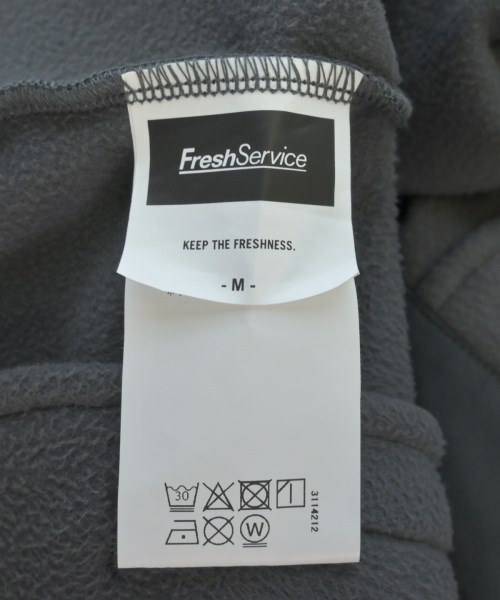 FreshService
KEEP THE FRESHNESS.
- M -
30
3114212
W